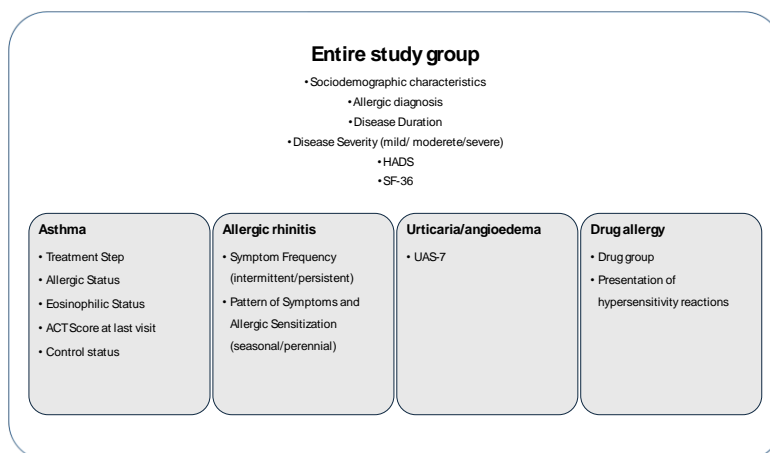 Entire study group
• Sociodemographic characteristics
• Allergic diagnosis
• Disease Duration
• Disease Severity (mild/ moderete/severe)
• HADS
• SF-36
Asthma
• Treatment Step
• Allergic Status
• Eosinophilic Status
• ACT Score at last visit
• Control status
Allergic rhinitis
• Symptom Frequency
(intermittent/persistent)
• Pattern of Symptoms and
Allergic Sensitization
(seasonal/perennial)
Urticaria/angioedema
• UAS-7
Drug allergy
• Drug group
• Presentation of
hypersensitivity reactions